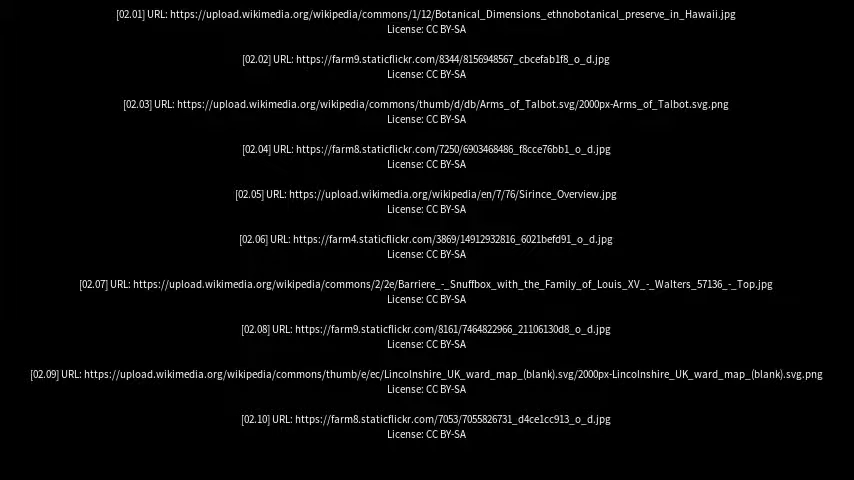 [02.01] URL: https://upload.wikimedia.org/wikipedia/commons/1/12/Botanical_Dimensions_ethnobotanical_preserve_in_Hawaii.jpg
License: CC BY-SA
[02.02] URL: https://farm9.staticflickr.com/8344/8156948567_cbcefab1f8_o_d.jpg
License: CC BY-SA
[02.03] URL: https://upload.wikimedia.org/wikipedia/commons/thumb/d/db/Arms_of_Talbot.svg/2000px-Arms_of_Talbot.svg.png
License: CC BY-SA
[02.04] URL: https://farm8.staticflickr.com/7250/6903468486_f8cce76bb1_o_d.jpg
License: CC BY-SA
[02.05] URL: https://upload.wikimedia.org/wikipedia/en/7/76/Sirince_Overview.jpg
License: CC BY-SA
[02.06] URL: https://farm4.staticflickr.com/3869/14912932816_6021befd91_o_d.jpg
License: CC BY-SA
[02.07] URL: https://upload.wikimedia.org/wikipedia/commons/2/2e/Barriere_-_Snuffbox_with_the_Family_of_Louis_XV_-_Walters_57136_-_Top.jpg
License: CC BY-SA
[02.08] URL: https://farm9.staticflickr.com/8161/7464822966_21106130d8_o_d.jpg
License: CC BY-SA
[02.09] URL: https://upload.wikimedia.org/wikipedia/commons/thumb/e/ec/Lincolnshire_UK_ward_map_(blank).svg/2000px-Lincolnshire_UK_ward_map_(blank).svg.png
License: CC BY-SA
[02.10] URL: https://farm8.staticflickr.com/7053/7055826731_d4ce1cc913_o_d.jpg
License: CC BY-SA